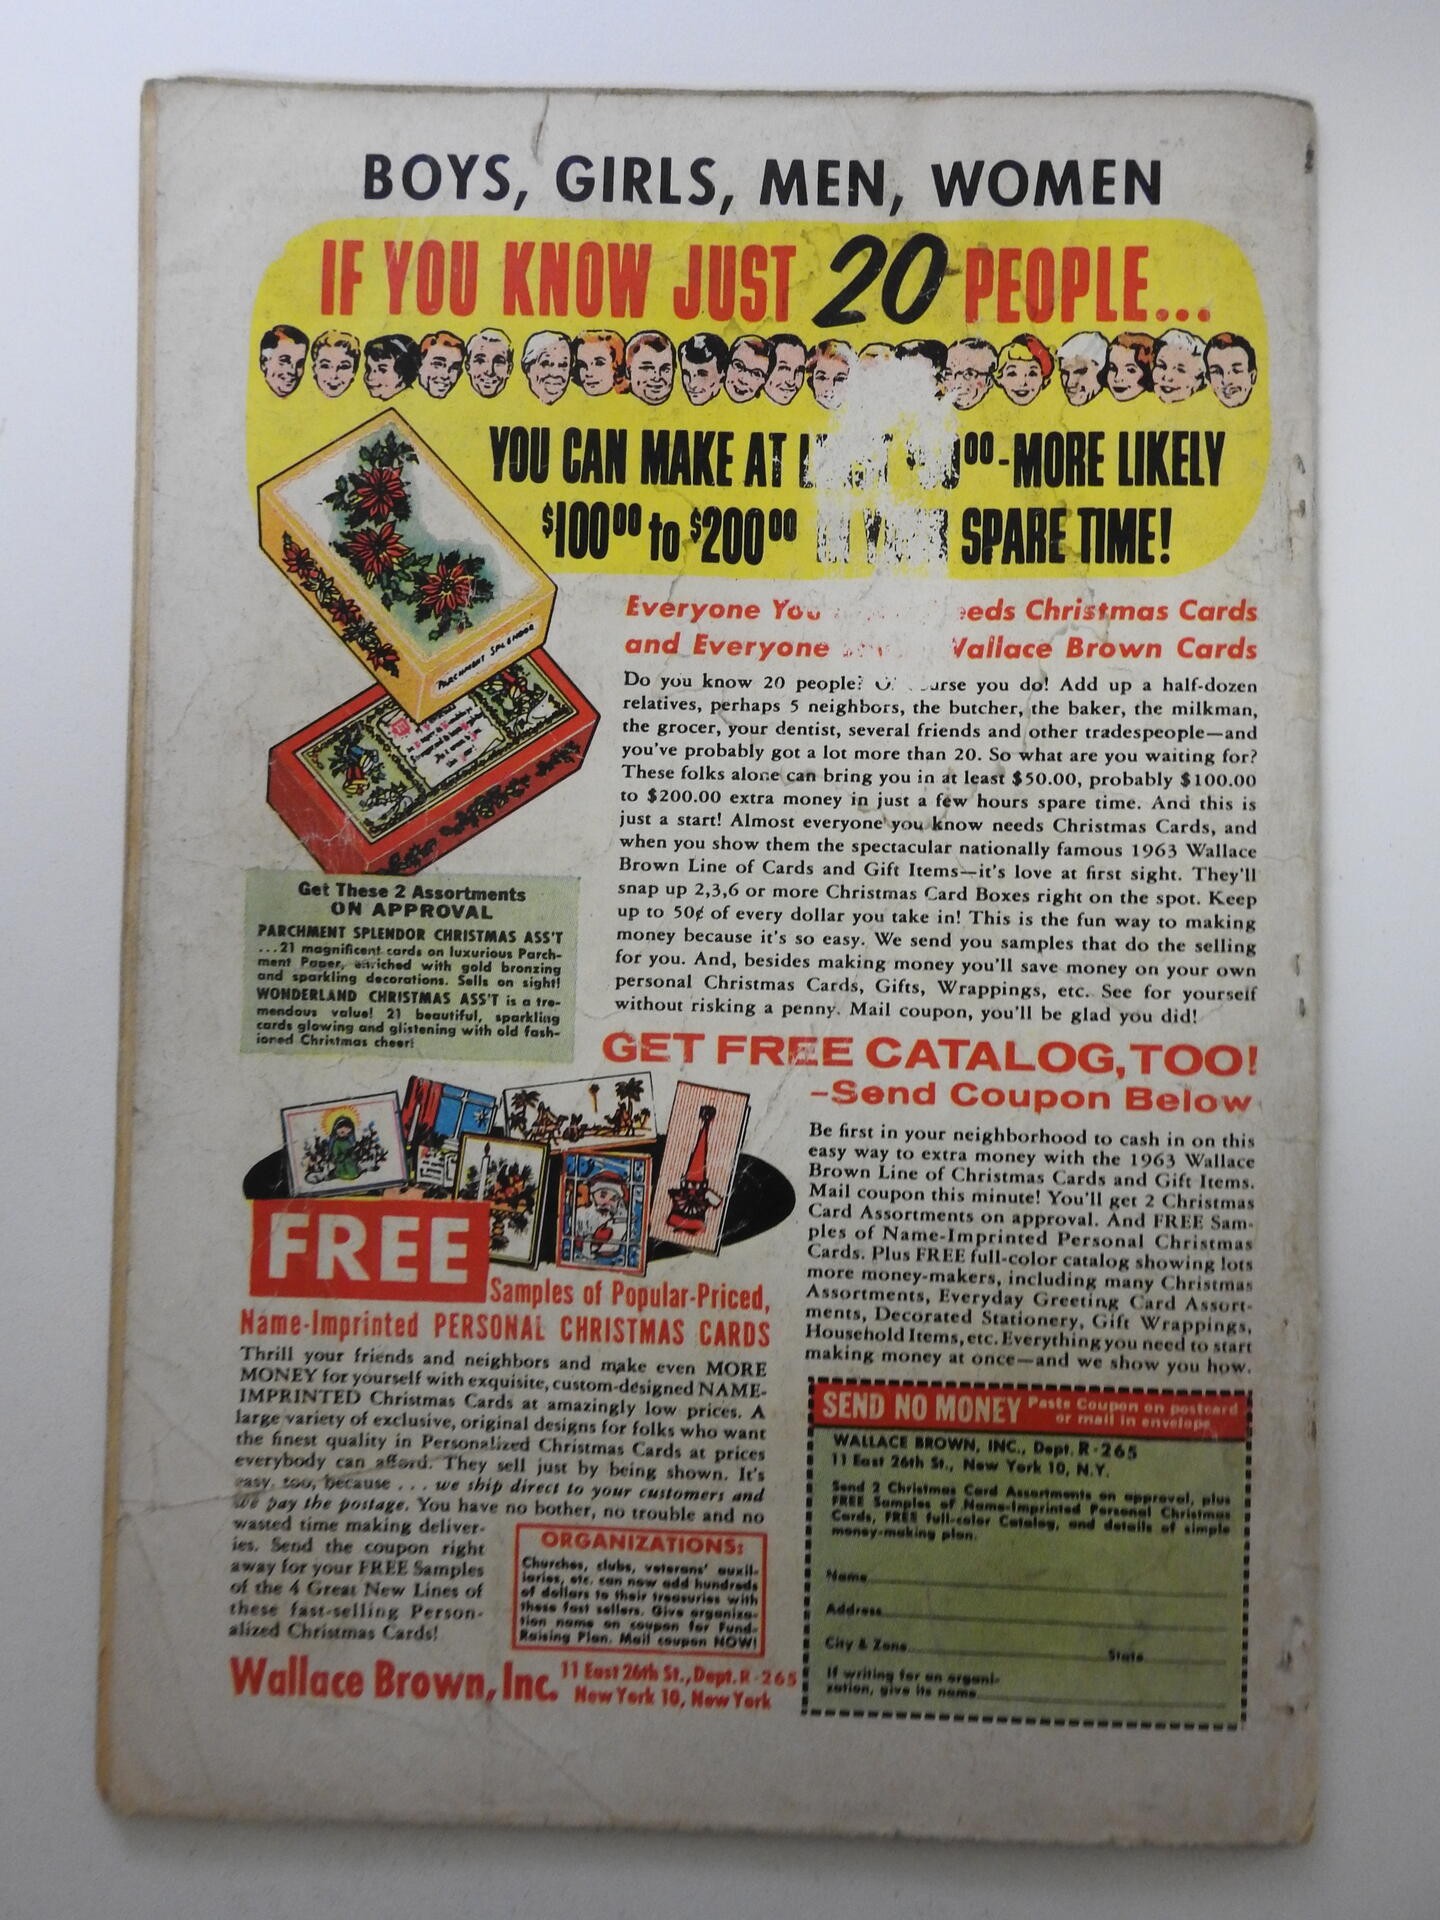 BOYS, GIRLS, MEN, WOMEN
IF YOU KNOW JUST 20 PEOPLE...
YOU CAN MAKE AT 00-MORE LIKELY
$100 00 to $200 00 IN YOUR SPARE TIME!
PARCHMENT SPLENDOR
Everyone You eeds Christmas Cards
and Everyone Wallace Brown Cards
Do you know 20 people? Of course you do! Add up a half-dozen
relatives, perhaps 5 neighbors, the butcher, the baker, the milkman,
the grocer, your dentist, several friends and other tradespeople—and
you've probably got a lot more than 20. So what are you waiting for?
These folks alone can bring you in at least $50.00, probably $100.00
to $200.00 extra money in just a few hours spare time. And this is
just a start! Almost everyone you know needs Christmas Cards, and
when you show them the spectacular nationally famous 1963 Wallace
Brown Line of Cards and Gift Items—it's love at first sight. They'll
snap up 2,3,6 or more Christmas Card Boxes right on the spot. Keep
up to 50¢ of every dollar you take in! This is the fun way to making
money because it's so easy. We send you samples that do the selling
for you. And, besides making money you'll save money on your own
personal Christmas Cards, Gifts, Wrappings, etc. See for yourself
without risking a penny. Mail coupon, you'll be glad you did!
Get These 2 Assortments
ON APPROVAL
PARCHMENT SPLENDOR CHRISTMAS ASS'T
...21 magnificent cards on luxurious Parch-
ment Paper, enriched with gold bronzing
and sparkling decorations. Sells on sight!
WONDERLAND CHRISTMAS ASS'T is a tre-
mendous value! 21 beautiful, sparkling
cards glowing and glistening with old fash-
ioned Christmas cheer!
GET FREE CATALOG, TOO!
–Send Coupon Below
Be first in your neighborhood to cash in on this
easy way to extra money with the 1963 Wallace
Brown Line of Christmas Cards and Gift Items.
Mail coupon this minute! You'll get 2 Christmas
Card Assortments on approval. And FREE Sam-
ples of Name-Imprinted Personal Christmas
Cards. Plus FREE full-color catalog showing lots
more money-makers, including many Christmas
Assortments, Everyday Greeting Card Assort-
ments, Decorated Stationery, Gift Wrappings,
Household Items, etc. Everything you need to start
making money at once—and we show you how.
FREE
Samples of Popular-Priced,
Name-Imprinted PERSONAL CHRISTMAS CARDS
Thrill your friends and neighbors and make even MORE
MONEY for yourself with exquisite, custom-designed NAME-
IMPRINTED Christmas Cards at amazingly low prices. A
large variety of exclusive, original designs for folks who want
the finest quality in Personalized Christmas Cards at prices
everybody can afford. They sell just by being shown. It's
easy, too, because . . . we ship direct to your customers and
we pay the postage. You have no bother, no trouble and no
wasted time making deliver-
ies. Send the coupon right
away for your FREE Samples
of the 4 Great New Lines of
these fast-selling Person-
alized Christmas Cards!
ORGANIZATIONS:
Churches, clubs, veterans' auxil-
iaries, etc. can now add hundreds
of dollars to their treasuries with
these fast sellers. Give organiza-
tion name on coupon for Fund-
Raising Plan. Mail coupon NOW!
Wallace Brown, Inc. 11 East 26th St., Dept. R-265
New York 10, New York
SEND NO MONEY Paste Coupon on postcard
or mail in envelope
WALLACE BROWN, INC., Dept. R-265
11 East 26th St., New York 10, N.Y.
Send 2 Christmas Card Assortments on approval, plus
FREE Samples of Name-Imprinted Personal Christmas
Cards, FREE full-color Catalog, and details of simple
money-making plan.
Name
Address
City & Zone State
If writing for an organi-
zation, give its name